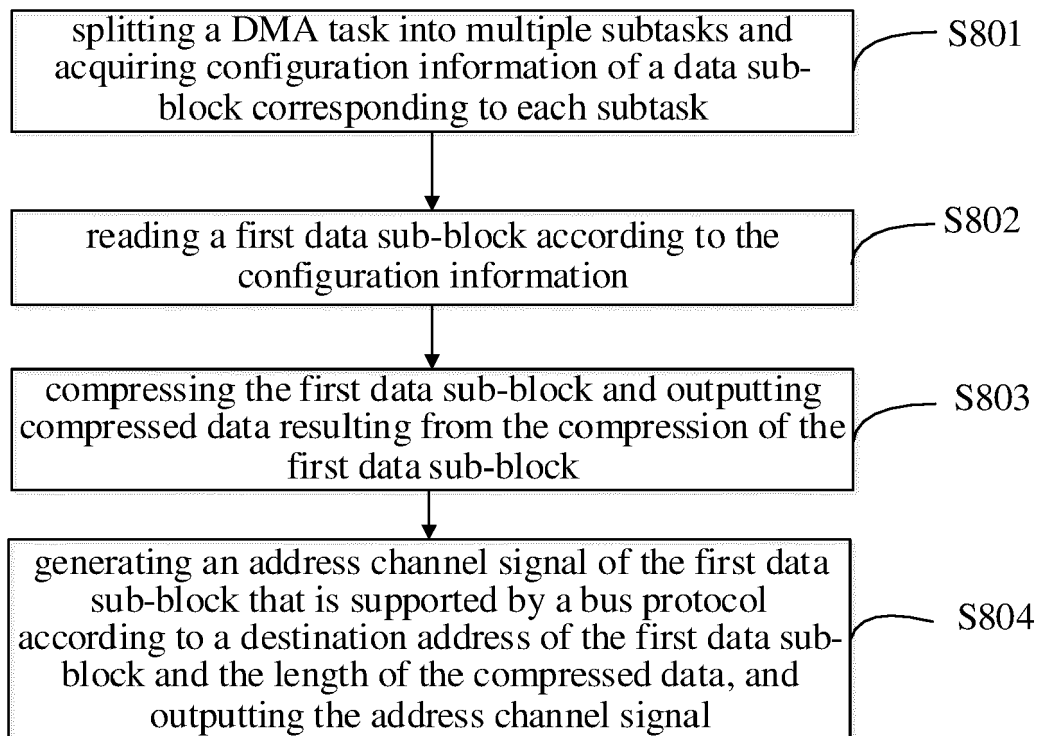 splitting a DMA task into multiple subtasks and
acquiring configuration information of a data sub-
block corresponding to each subtask
S801
reading a first data sub-block according to the
configuration information
S802
compressing the first data sub-block and outputting
compressed data resulting from the compression of the
first data sub-block
S803
generating an address channel signal of the first data
sub-block that is supported by a bus protocol
according to a destination address of the first data sub-
block and the length of the compressed data, and
outputting the address channel signal
S804